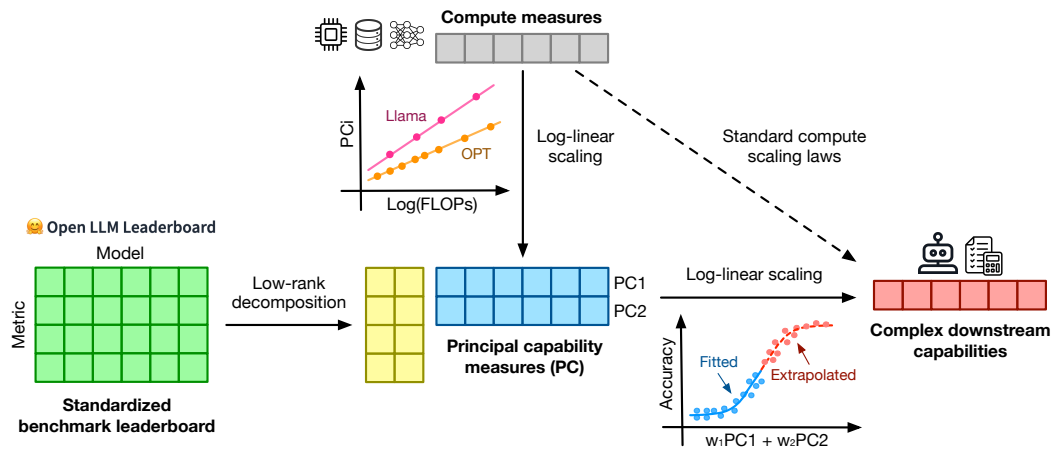 Compute measures
PCi
Llama
OPT
Log(FLOPs)
Log-linear
scaling
Standard compute
scaling laws
🤗 Open LLM Leaderboard
Model
Metric
Standardized
benchmark leaderboard
Low-rank
decomposition
PC1
PC2
Principal capability
measures (PC)
Log-linear scaling
Accuracy
Fitted
Extrapolated
w₁PC1 + w₂PC2
Complex downstream
capabilities